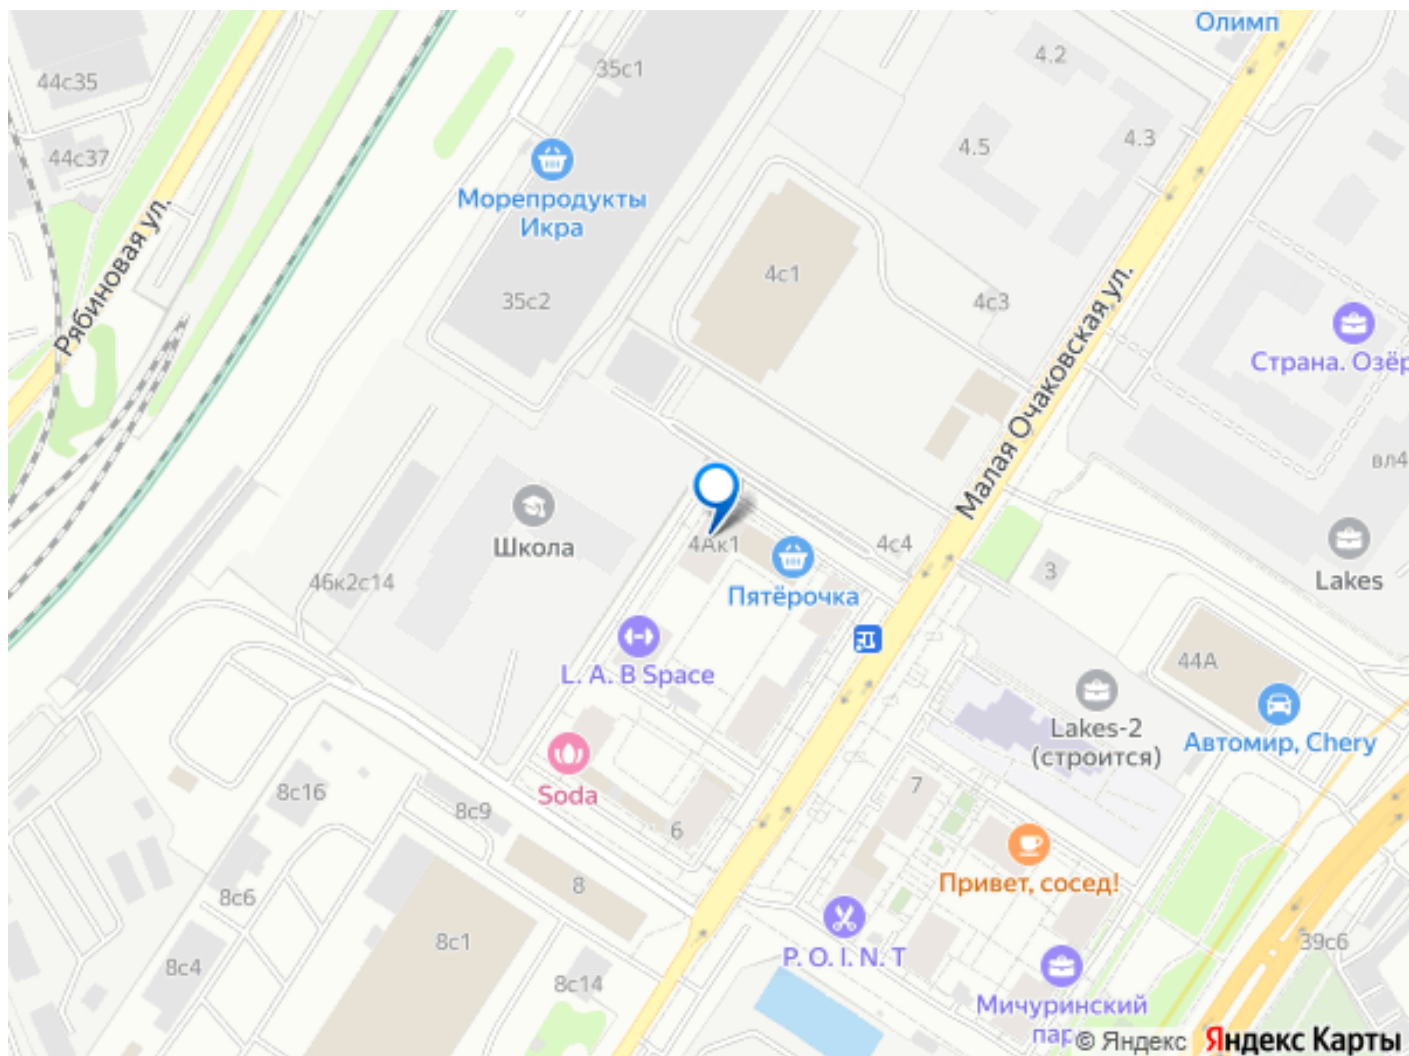 Олимп
4.2
35с1
44с35
4.3
4.5
44с37
Морепродукты
Икра
Рябиновая ул.
4с1
35с2
4с3
Малая Очаковская ул.
Страна. Озёр
вл4
Школа
4Ак1
4с4
3
Lakes
46к2с14
Пятёрочка
44А
L. A. B Space
Lakes-2
(строится)
Автомир, Chery
Soda
8с16
8с9
7
6
8
8с6
Привет, сосед!
8с1
39с6
P. O. I. N. T
8с4
8с14
Мичуринский
пар
© Яндекс Яндекс Карты